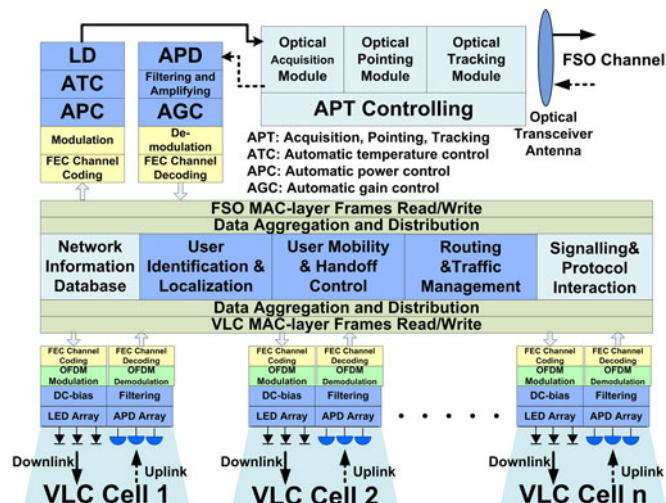 LD
ATC
APC
Modulation
FEC Channel
Coding
APD
Filtering and
Amplifying
AGC
De-
modulation
FEC Channel
Decoding
Optical
Acquisition
Module
Optical
Pointing
Module
Optical
Tracking
Module
APT Controlling
FSO Channel
Optical
Transceiver
Antenna
APT: Acquisition, Pointing, Tracking
ATC: Automatic temperature control
APC: Automatic power control
AGC: Automatic gain control
FSO MAC-layer Frames Read/Write
Data Aggregation and Distribution
Network
Information
Database
User
Identification &
Localization
User Mobility
& Handoff
Control
Routing
&Traffic
Management
Signalling&
Protocol
Interaction
Data Aggregation and Distribution
VLC MAC-layer Frames Read/Write
FEC Channel
Coding
FEC Channel
Decoding
OFDM
Modulation
OFDM
Demodulation
DC-bias
Filtering
LED Array
APD Array
Downlink
Uplink
VLC Cell 1
FEC Channel
Coding
FEC Channel
Decoding
OFDM
Modulation
OFDM
Demodulation
DC-bias
Filtering
LED Array
APD Array
Downlink
Uplink
VLC Cell 2
FEC Channel
Coding
FEC Channel
Decoding
OFDM
Modulation
OFDM
Demodulation
DC-bias
Filtering
LED Array
APD Array
Downlink
Uplink
VLC Cell n